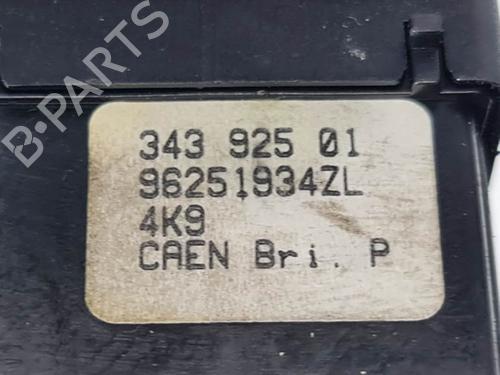 B-PARTS
343 925 01
96251934ZL
4K9
CAEN Bri. P